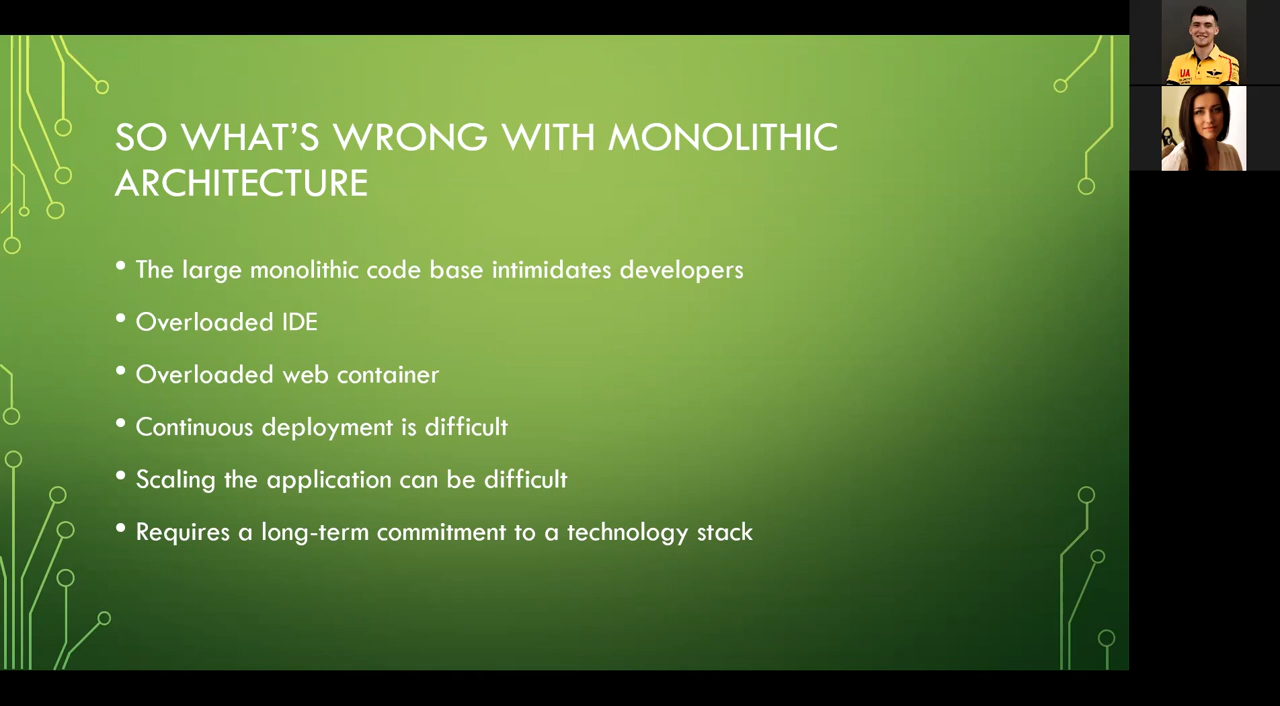 SO WHAT'S WRONG WITH MONOLITHIC
ARCHITECTURE
• The large monolithic code base intimidates developers
• Overloaded IDE
• Overloaded web container
• Continuous deployment is difficult
• Scaling the application can be difficult
• Requires a long-term commitment to a technology stack
UA